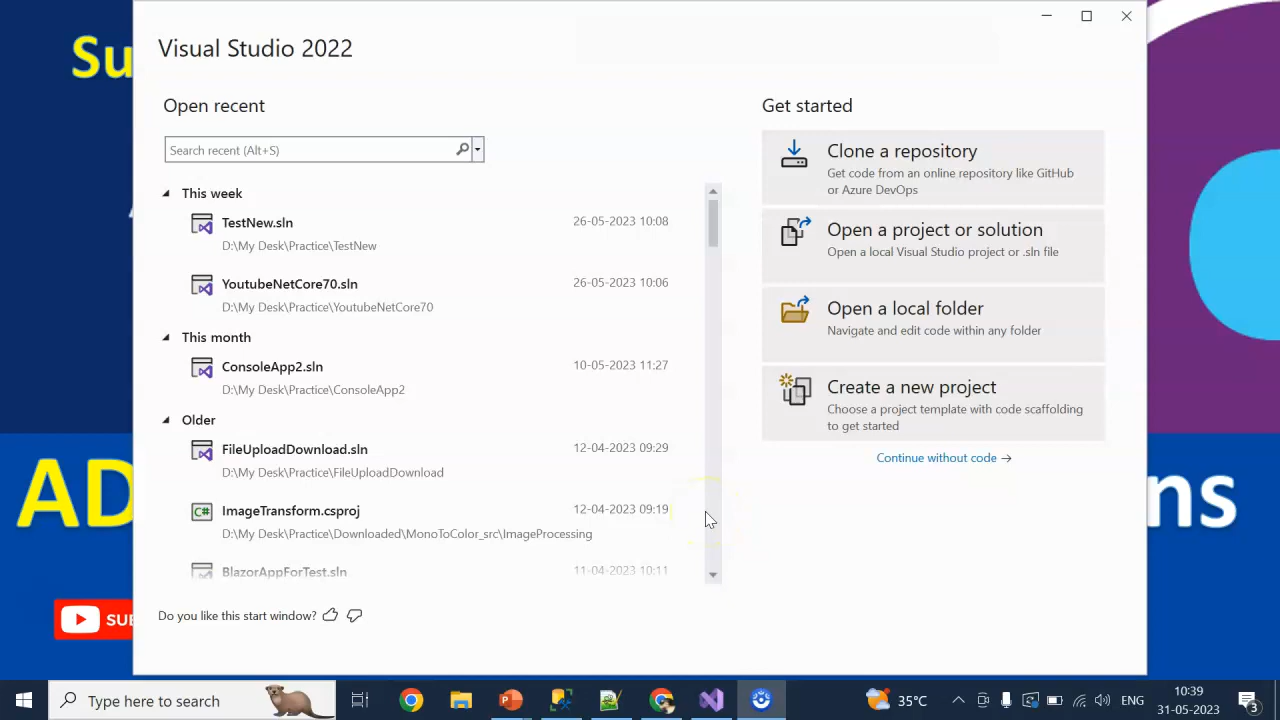 Su
Visual Studio 2022
Open recent
Search recent (Alt+S)
This week
TestNew.sln
26-05-2023 10:08
D:\My Desk\Practice\TestNew
YoutubeNetCore70.sln
26-05-2023 10:06
D:\My Desk\Practice\YoutubeNetCore70
This month
ConsoleApp2.sln
10-05-2023 11:27
D:\My Desk\Practice\ConsoleApp2
Older
FileUploadDownload.sln
12-04-2023 09:29
D:\My Desk\Practice\FileUploadDownload
ImageTransform.csproj
12-04-2023 09:19
D:\My Desk\Practice\Downloaded\MonoToColor_src\ImageProcessing
BlazorAppForTest.sln
11-04-2023 10:11
Do you like this start window?
Get started
Clone a repository
Get code from an online repository like GitHub
or Azure DevOps
Open a project or solution
Open a local Visual Studio project or .sln file
Open a local folder
Navigate and edit code within any folder
Create a new project
Choose a project template with code scaffolding
to get started
Continue without code →
AD
ns
SUB
Type here to search
35°C
ENG
10:39
31-05-2023
3